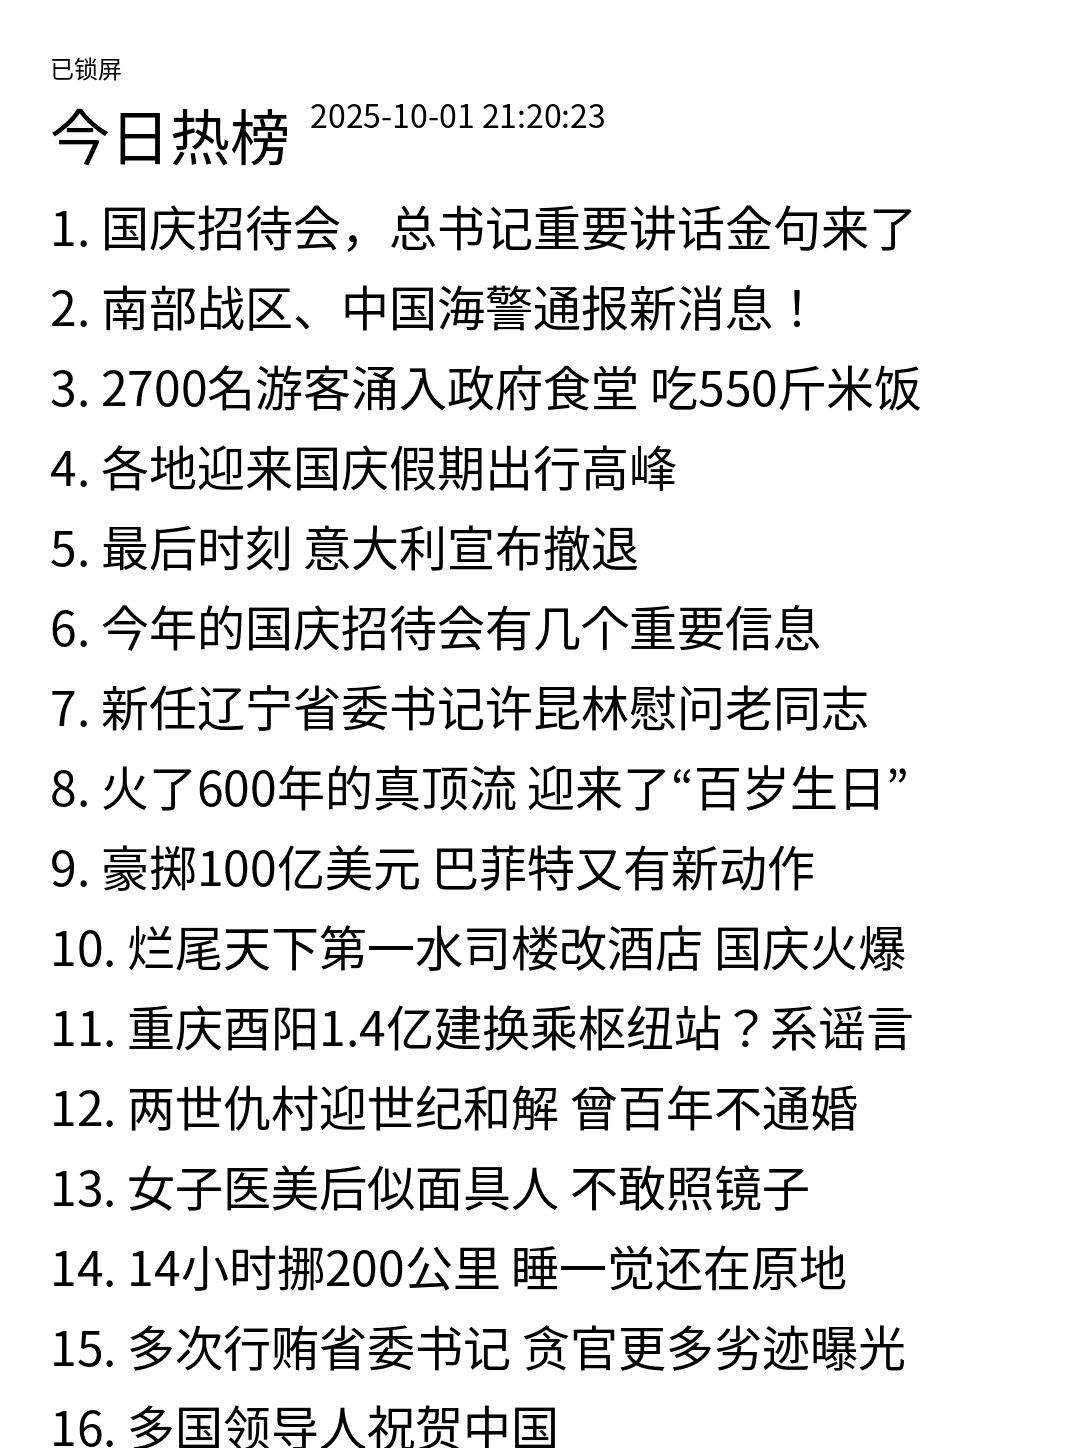 已锁屏
今日热榜 2025-10-01 21:20:23
1. 国庆招待会，总书记重要讲话金句来了
2. 南部战区、中国海警通报新消息！
3. 2700名游客涌入政府食堂 吃550斤米饭
4. 各地迎来国庆假期出行高峰
5. 最后时刻 意大利宣布撤退
6. 今年的国庆招待会有几个重要信息
7. 新任辽宁省委书记许昆林慰问老同志
8. 火了600年的真顶流 迎来了“百岁生日”
9. 豪掷100亿美元 巴菲特又有新动作
10. 烂尾天下第一水司楼改酒店 国庆火爆
11. 重庆酉阳1.4亿建换乘枢纽站？系谣言
12. 两世仇村迎世纪和解 曾百年不通婚
13. 女子医美后似面具人 不敢照镜子
14. 14小时挪200公里 睡一觉还在原地
15. 多次行贿省委书记 贪官更多劣迹曝光
16. 多国领导人祝贺中国